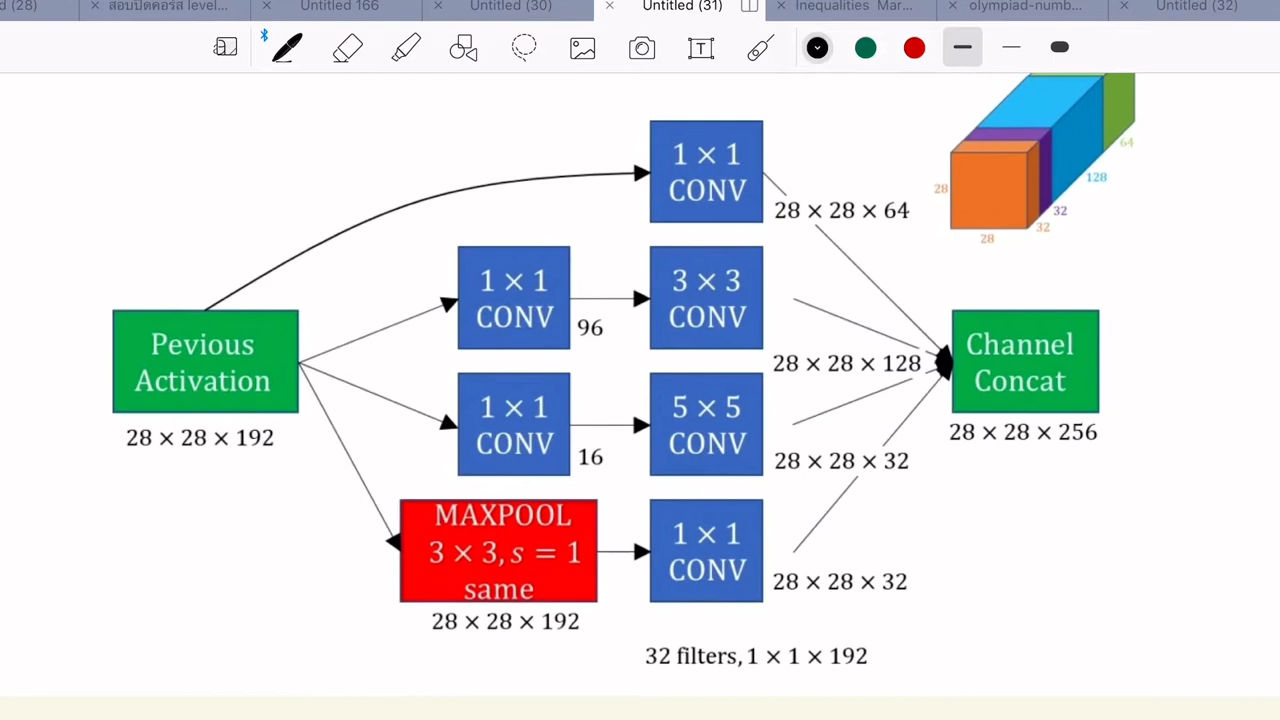 d (28)
× สอบปิดคอร์ส level...
× Untitled 166
× Untitled (30)
× Untitled (31)
× Inequalities Mar...
× olympiad-numb...
× Untitled (32)
T
64
28
128
32
32
28
1 × 1
CONV
28 × 28 × 64
1 × 1
CONV
96
3 × 3
CONV
28 × 28 × 128
Pevious
Activation
28 × 28 × 192
Channel
Concat
28 × 28 × 256
1 × 1
CONV
16
5 × 5
CONV
28 × 28 × 32
MAXPOOL
3 × 3, s = 1
same
28 × 28 × 192
1 × 1
CONV
28 × 28 × 32
32 filters, 1 × 1 × 192